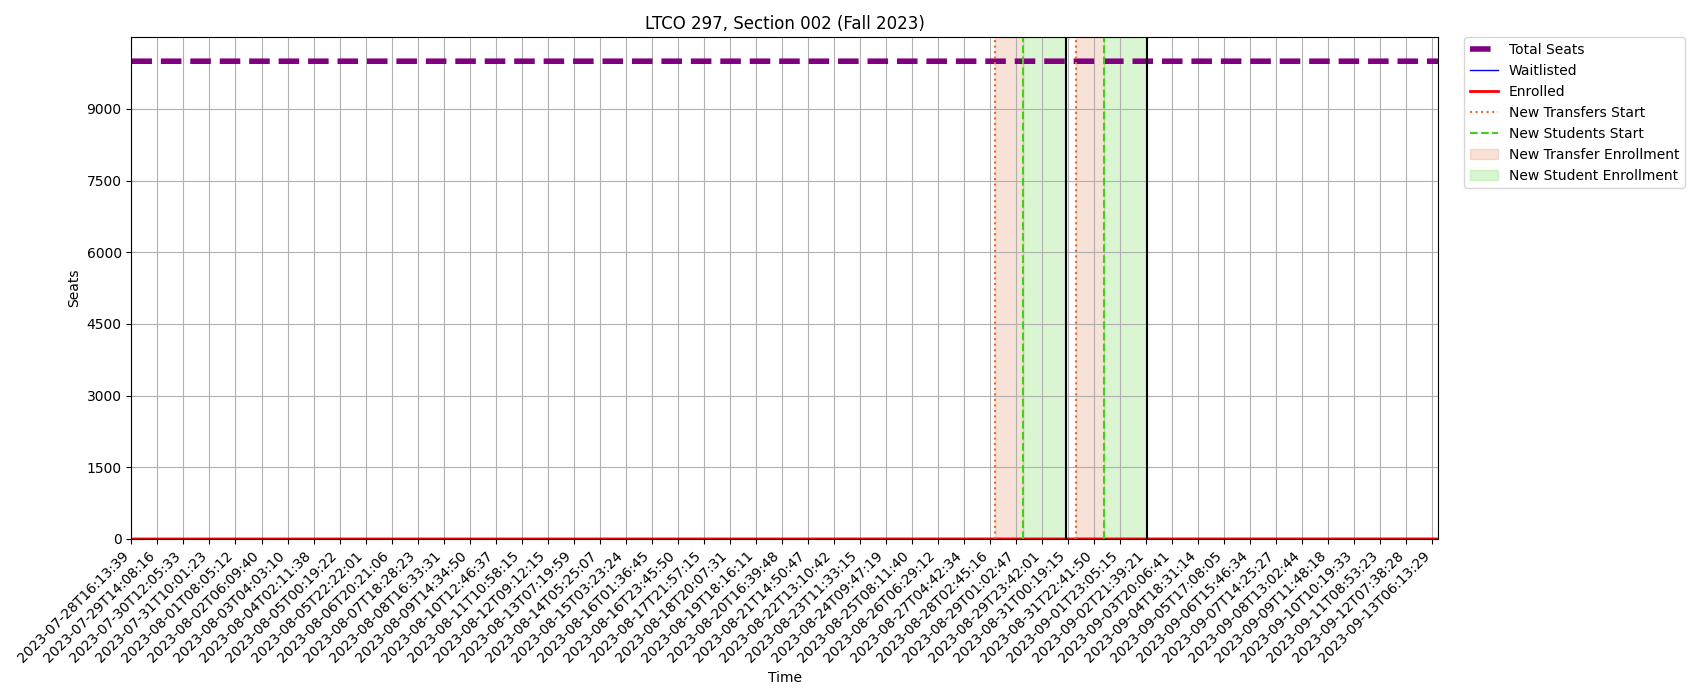 LTCO 297, Section 002 (Fall 2023)
Total Seats
Waitlisted
Enrolled
New Transfers Start
New Students Start
New Transfer Enrollment
New Student Enrollment
Seats
9000
7500
6000
4500
3000
1500
0
2023-07-28T16:13:39
2023-07-29T14:08:16
2023-07-30T12:05:33
2023-07-31T10:01:23
2023-08-01T08:05:12
2023-08-02T06:09:40
2023-08-03T04:03:10
2023-08-04T02:11:38
2023-08-05T00:19:22
2023-08-05T22:22:01
2023-08-06T20:21:06
2023-08-07T18:28:23
2023-08-08T16:33:31
2023-08-09T14:34:50
2023-08-10T12:46:37
2023-08-11T10:58:15
2023-08-12T09:12:15
2023-08-13T07:19:59
2023-08-14T05:25:07
2023-08-15T03:23:24
2023-08-16T01:36:45
2023-08-16T23:45:50
2023-08-17T21:57:15
2023-08-18T20:07:31
2023-08-19T18:16:11
2023-08-20T16:39:48
2023-08-21T14:50:47
2023-08-22T13:10:42
2023-08-23T11:33:15
2023-08-24T09:47:19
2023-08-25T08:11:40
2023-08-26T06:29:12
2023-08-27T04:42:34
2023-08-28T02:45:16
2023-08-29T01:02:47
2023-08-29T23:42:01
2023-08-31T00:19:15
2023-08-31T22:41:50
2023-09-01T23:05:15
2023-09-02T21:39:21
2023-09-03T20:06:41
2023-09-04T18:31:14
2023-09-05T17:08:05
2023-09-06T15:46:34
2023-09-07T14:25:27
2023-09-08T13:02:44
2023-09-09T11:48:18
2023-09-10T10:19:33
2023-09-11T08:53:23
2023-09-12T07:38:28
2023-09-13T06:13:29
Time